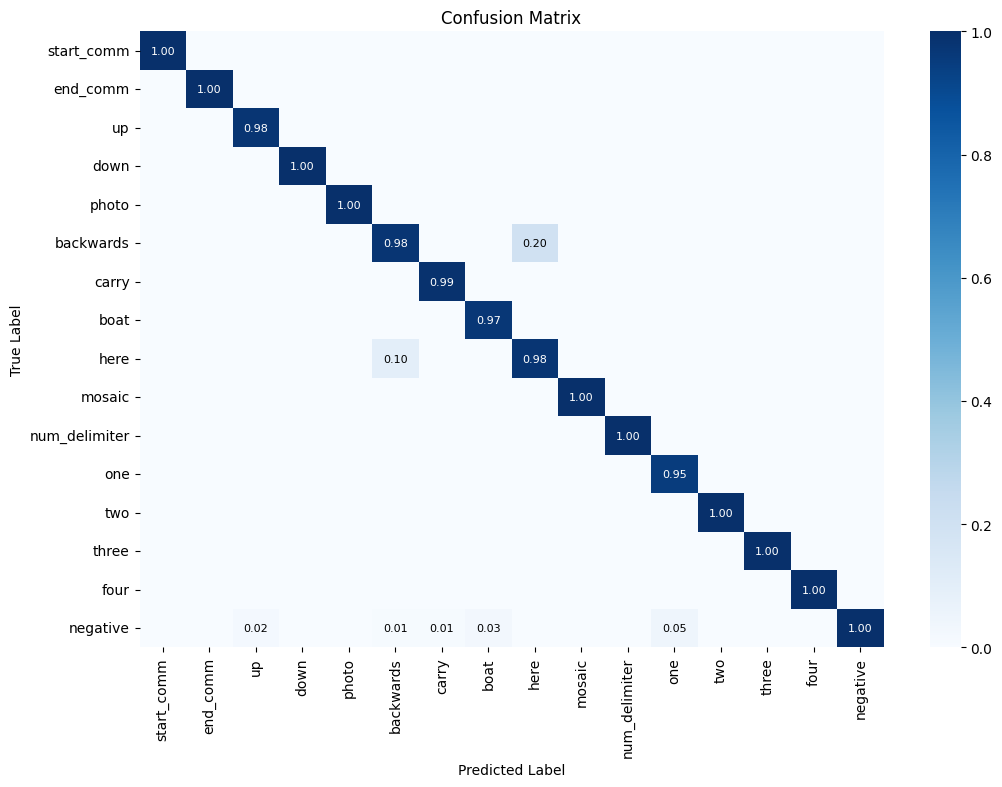 Confusion Matrix
start_comm 1.00
end_comm 1.00
up 0.98
down 1.00
photo 1.00
backwards 0.98 0.20
carry 0.99
boat 0.97
here 0.10 0.98
mosaic 1.00
num_delimiter 1.00
one 0.95
two 1.00
three 1.00
four 1.00
negative 0.02 0.01 0.01 0.03 0.05 1.00
True Label
start_comm
end_comm
up
down
photo
backwards
carry
boat
here
mosaic
num_delimiter
one
two
three
four
negative
Predicted Label
1.0
0.8
0.6
0.4
0.2
0.0